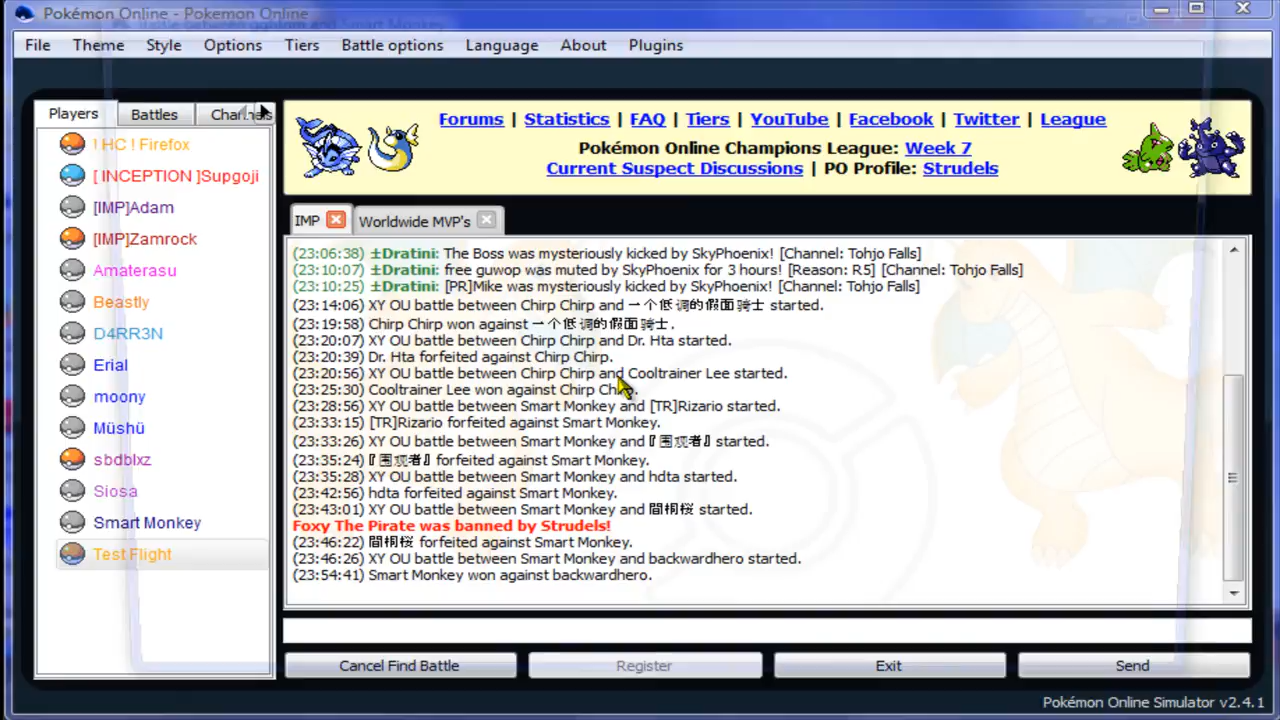 Pokémon Online - Pokemon Online
File Theme Style Options Tiers Battle options Language About Plugins
Players Battles Channels
! HC ! Firefox
[ INCEPTION ]Supgoji
[IMP]Adam
[IMP]Zamrock
Amaterasu
Beastly
D4RR3N
Erial
moony
Müshü
sbdblxz
Siosa
Smart Monkey
Test Flight
Forums | Statistics | FAQ | Tiers | YouTube | Facebook | Twitter | League
Pokémon Online Champions League: Week 7
Current Suspect Discussions | PO Profile: Strudels
IMP Worldwide MVP's
(23:06:38) ±Dratini: The Boss was mysteriously kicked by SkyPhoenix! [Channel: Tohjo Falls]
(23:10:07) ±Dratini: free guwop was muted by SkyPhoenix for 3 hours! [Reason: R5] [Channel: Tohjo Falls]
(23:10:25) ±Dratini: [PR]Mike was mysteriously kicked by SkyPhoenix! [Channel: Tohjo Falls]
(23:14:06) XY OU battle between Chirp Chirp and 一个低调的假面骑士 started.
(23:19:58) Chirp Chirp won against 一个低调的假面骑士.
(23:20:07) XY OU battle between Chirp Chirp and Dr. Hta started.
(23:20:39) Dr. Hta forfeited against Chirp Chirp.
(23:20:56) XY OU battle between Chirp Chirp and Cooltrainer Lee started.
(23:25:30) Cooltrainer Lee won against Chirp Chirp.
(23:28:56) XY OU battle between Smart Monkey and [TR]Rizario started.
(23:33:15) [TR]Rizario forfeited against Smart Monkey.
(23:33:26) XY OU battle between Smart Monkey and『围观者』started.
(23:35:24)『围观者』forfeited against Smart Monkey.
(23:35:28) XY OU battle between Smart Monkey and hdta started.
(23:42:56) hdta forfeited against Smart Monkey.
(23:43:01) XY OU battle between Smart Monkey and 間桐桜 started.
Foxy The Pirate was banned by Strudels!
(23:46:22) 間桐桜 forfeited against Smart Monkey.
(23:46:26) XY OU battle between Smart Monkey and backwardhero started.
(23:54:41) Smart Monkey won against backwardhero.
Cancel Find Battle Register Exit Send
Pokémon Online Simulator v2.4.1